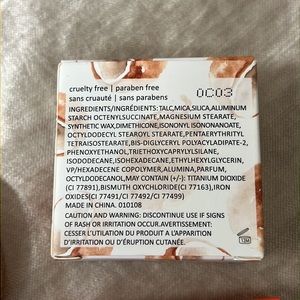 cruelty free | paraben free
sans cruauté | sans parabens
0C03
INGREDIENTS/INGRÉDIENTS: TALC,MICA,SILICA,ALUMINUM
STARCH OCTENYLSUCCINATE,MAGNESIUM STEARATE,
SYNTHETIC WAX,DIMETHICONE,ISONONYL ISONONANOATE,
OCTYLDODECYL STEAROYL STEARATE,PENTAERYTHRITYL
TETRAISOSTEARATE,BIS-DIGLYCERYL POLYACYLADIPATE-2,
PHENOXYETHANOL,TRIETHOXYCAPRYLYLSILANE,
ISODODECANE,ISOHEXADECANE,ETHYLHEXYLGLYCERIN,
VP/HEXADECENE COPOLYMER,ALUMINA,PARFUM,
OCTYLDODECANOL,MAY CONTAIN (+/-): TITANIUM DIOXIDE
(CI 77891),BISMUTH OXYCHLORIDE(CI 77163),IRON
OXIDES(CI 77491/CI 77492/CI 77499)
MADE IN CHINA. 010108
CAUTION AND WARNING: DISCONTINUE USE IF SIGNS
OF RASH OR IRRITATION OCCUR.AVERTISSEMENT:
CESSER L'UTILISATION DU PRODUIT À L'APPARITION
D'IRRITATION OU D'ÉRUPTION CUTANÉE.
12M